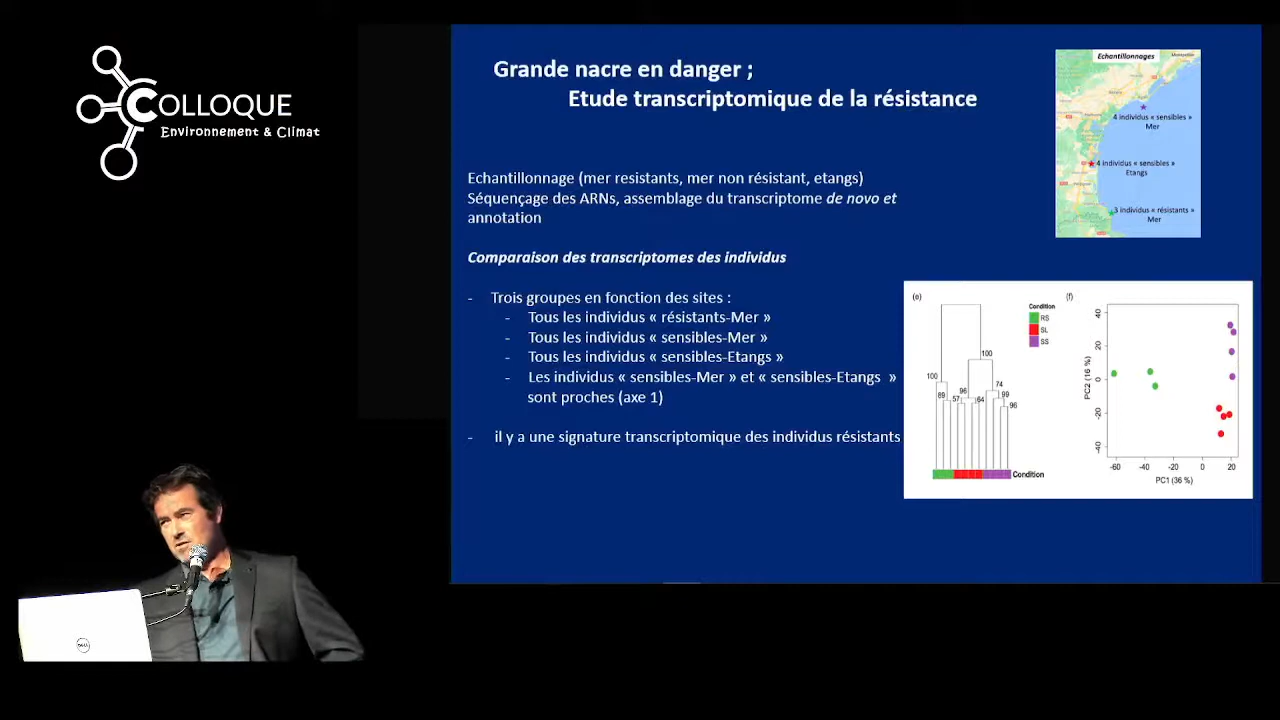 COLLOQUE
Environnement & Climat
Grande nacre en danger ;
Etude transcriptomique de la résistance
Echantillonnages
4 individus « sensibles »
Mer
4 individus « sensibles »
Etangs
3 individus « résistants »
Mer
Echantillonnage (mer resistants, mer non résistant, etangs)
Séquençage des ARNs, assemblage du transcriptome de novo et
annotation
Comparaison des transcriptomes des individus
- Trois groupes en fonction des sites :
- Tous les individus « résistants-Mer »
- Tous les individus « sensibles-Mer »
- Tous les individus « sensibles-Etangs »
- Les individus « sensibles-Mer » et « sensibles-Etangs »
sont proches (axe 1)
- il y a une signature transcriptomique des individus résistants
(e)
Condition
RS
SL
SS
100
100
89
57
96
64
74
99
96
Condition
(f)
PC2 (16 %)
40
20
0
-20
-40
-60 -40 -20 0 20
PC1 (36 %)
DELL